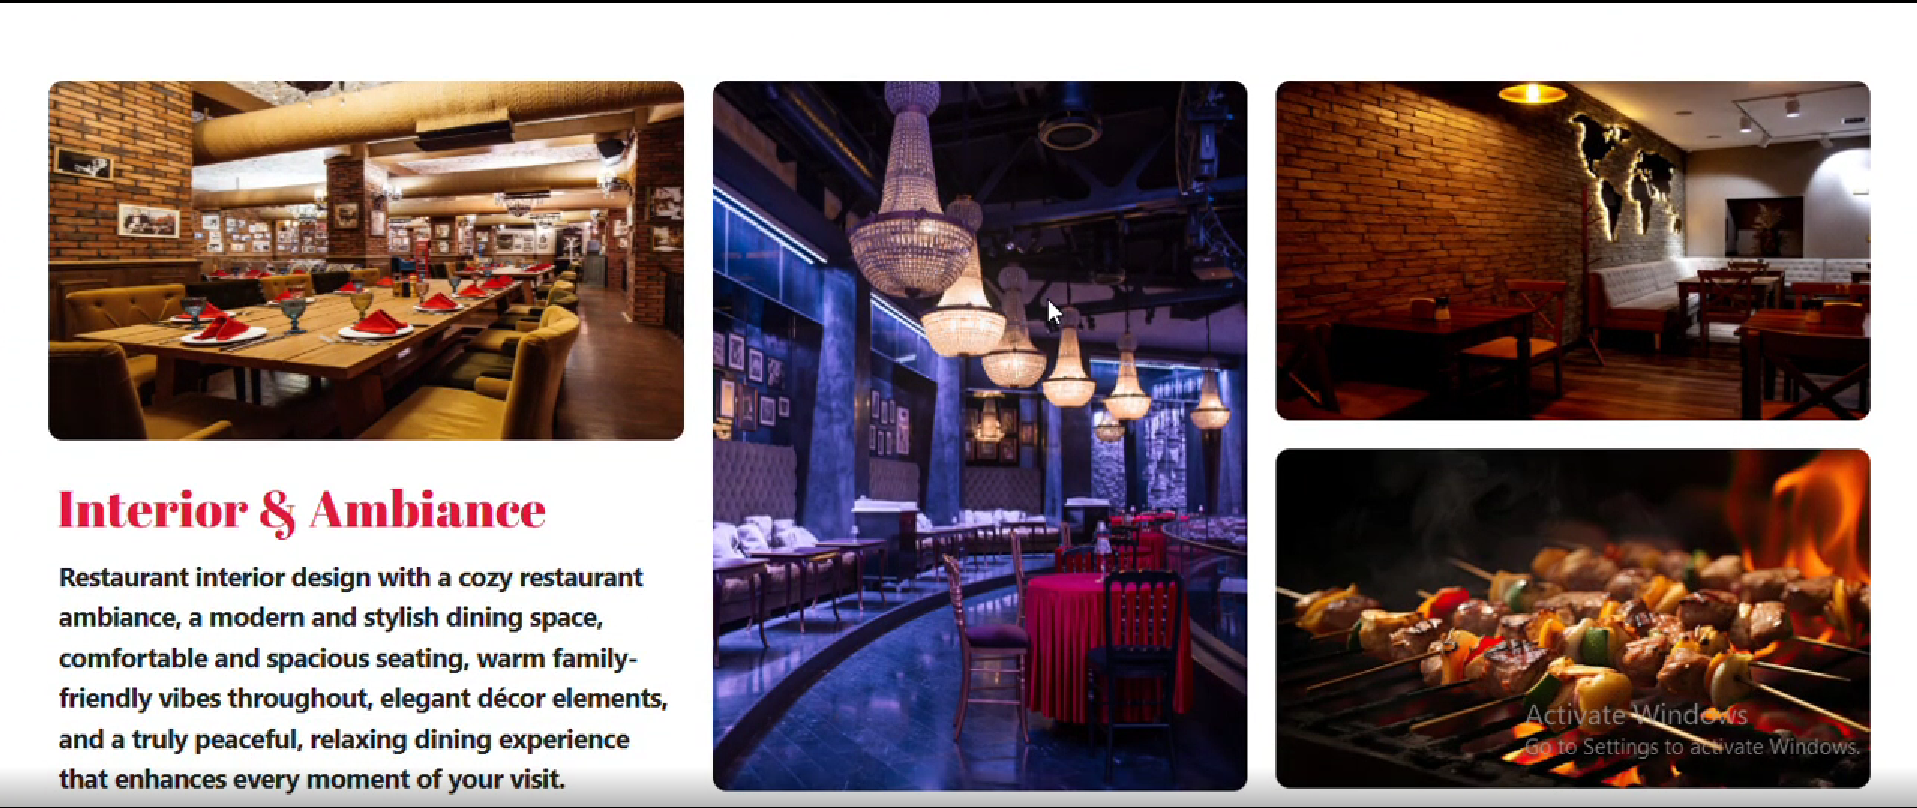 Interior & Ambiance
Restaurant interior design with a cozy restaurant
ambiance, a modern and stylish dining space,
comfortable and spacious seating, warm family-
friendly vibes throughout, elegant décor elements,
and a truly peaceful, relaxing dining experience
that enhances every moment of your visit.
Activate Windows
Go to Settings to activate Windows.